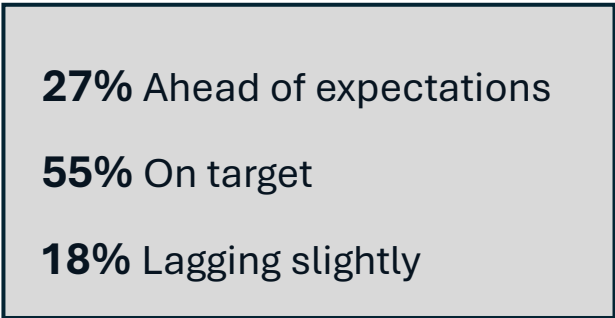 27% Ahead of expectations
55% On target
18% Lagging slightly